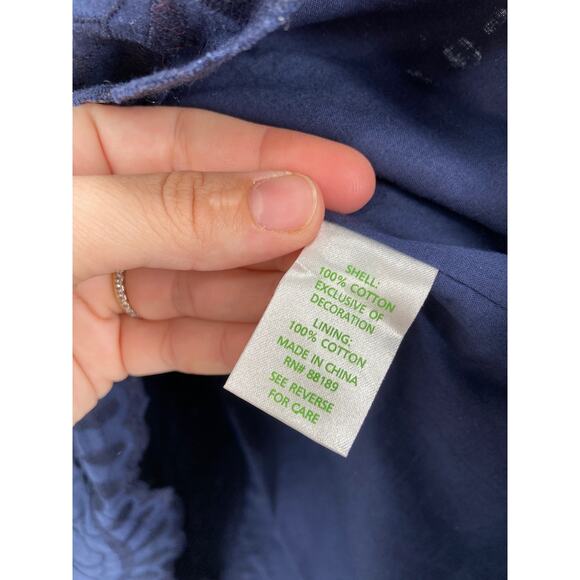 SHELL:
100% COTTON
EXCLUSIVE OF
DECORATION
LINING:
100% COTTON
MADE IN CHINA
RN# 88189
SEE REVERSE
FOR CARE